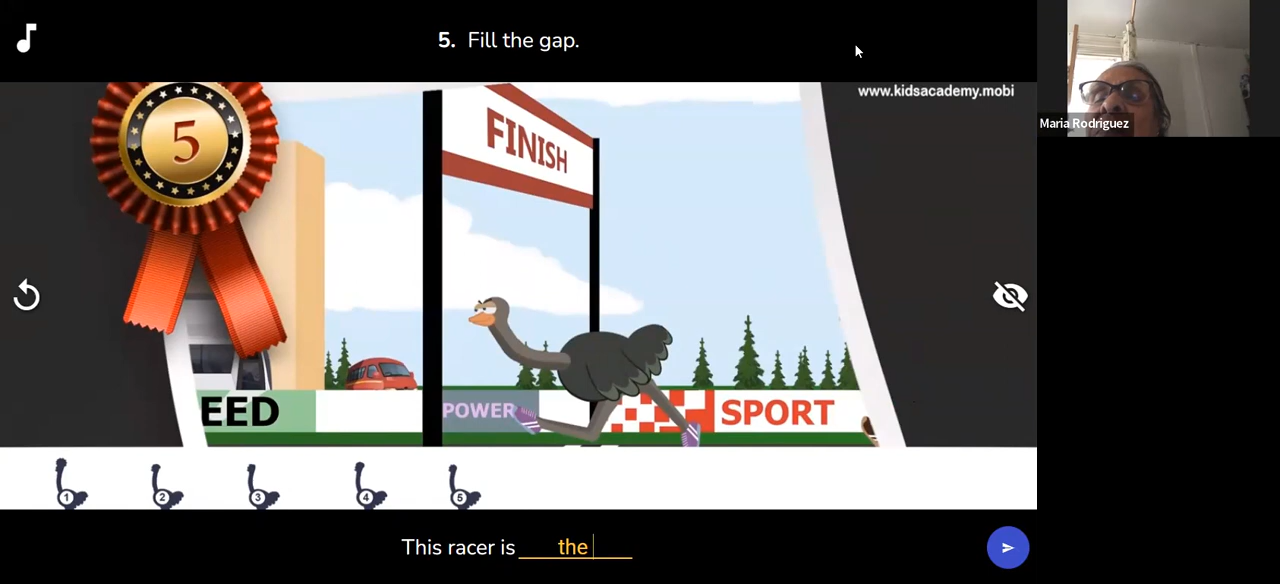 5. Fill the gap.
www.kidsacademy.mobi
Maria Rodriguez
5
FINISH
EED
POWER
SPORT
1 2 3 4 5
This racer is the